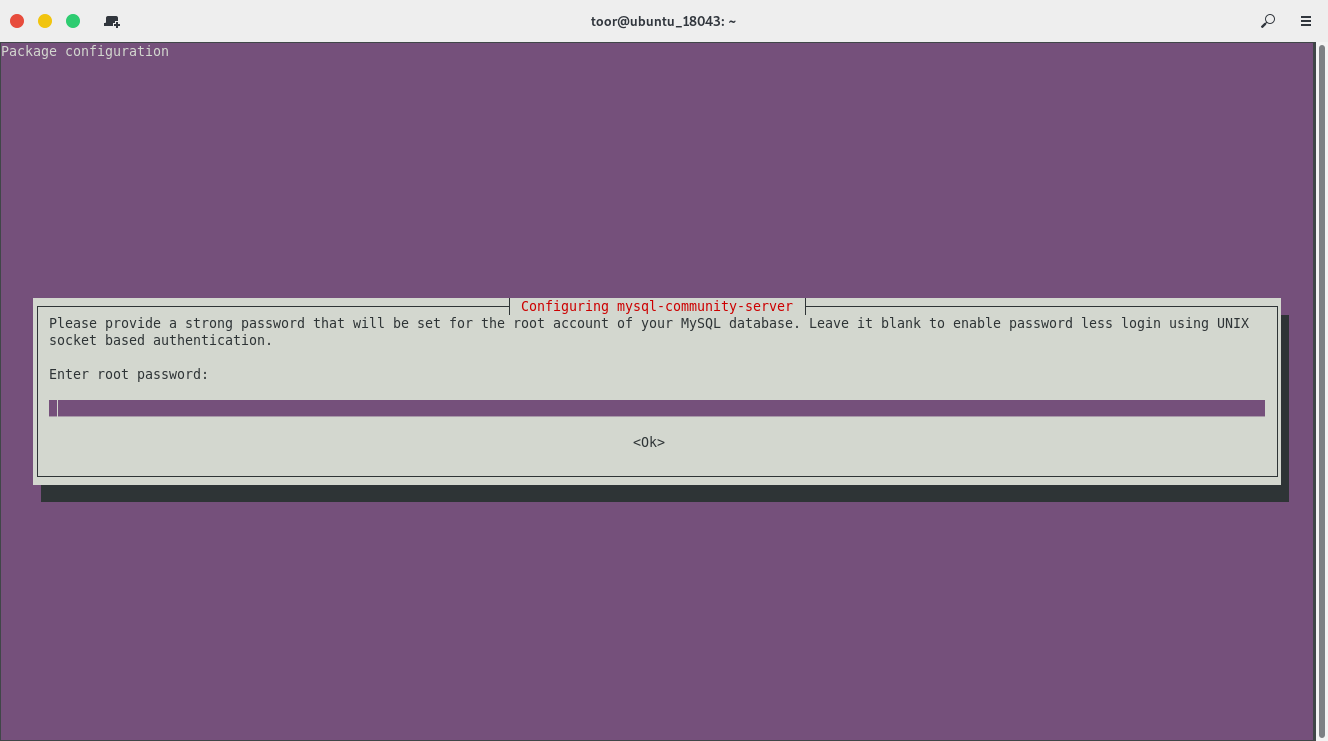 toor@ubuntu_18043: ~
Package configuration
Configuring mysql-community-server
Please provide a strong password that will be set for the root account of your MySQL database. Leave it blank to enable password less login using UNIX
socket based authentication.
Enter root password:
<Ok>